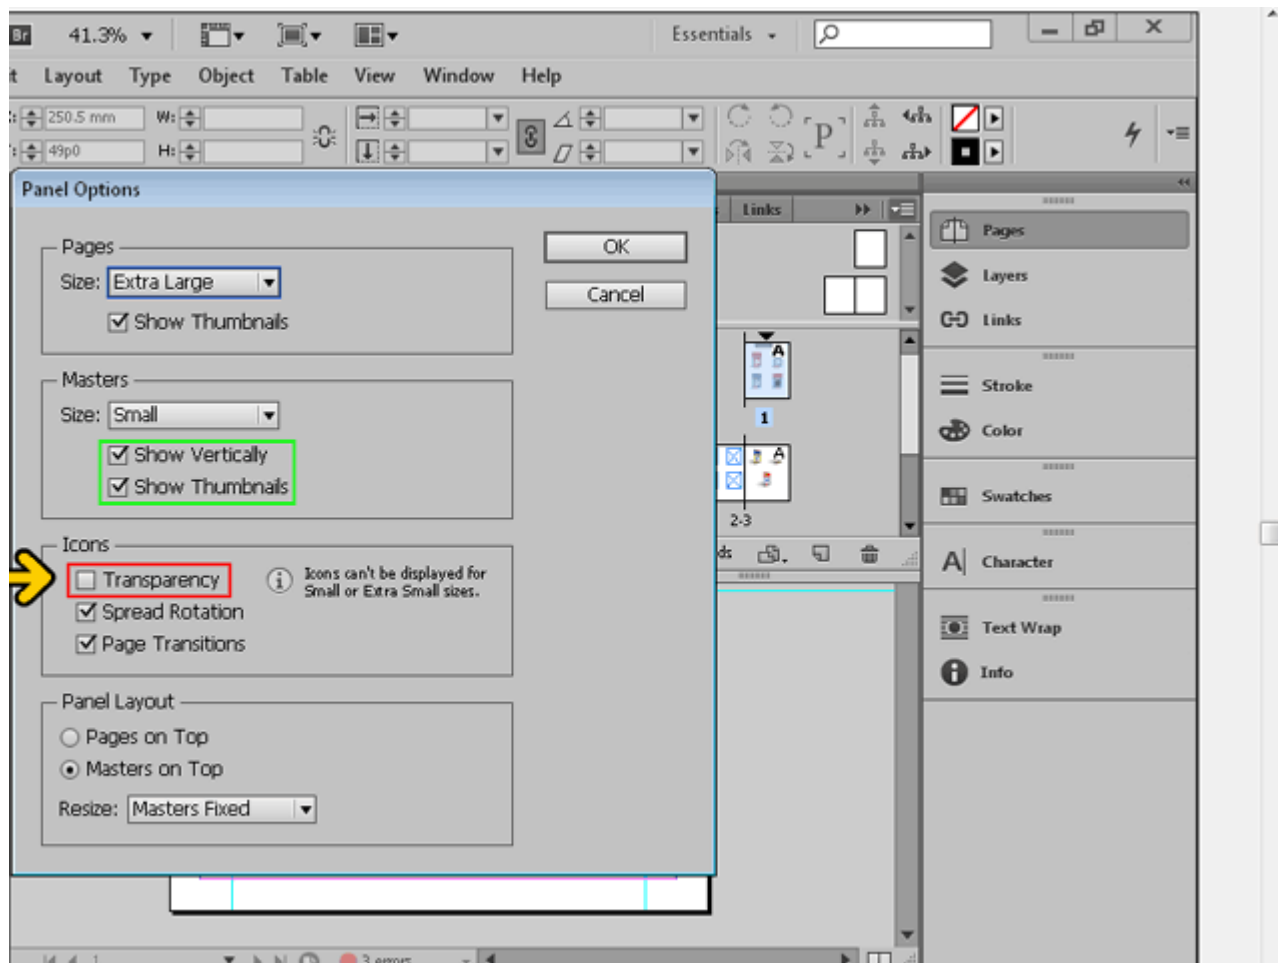 Br 41.3% Essentials
Layout Type Object Table View Window Help
250.5 mm W:
49p0 H:
P
Panel Options
Links
Pages
Size: Extra Large
Show Thumbnails
OK
Cancel
Masters
Size: Small
Show Vertically
Show Thumbnails
Icons
Transparency
Icons can't be displayed for
Small or Extra Small sizes.
Spread Rotation
Page Transitions
Panel Layout
Pages on Top
Masters on Top
Resize: Masters Fixed
A
1
A
2-3
Pages
Layers
Links
Stroke
Color
Swatches
A Character
Text Wrap
Info
3 errors